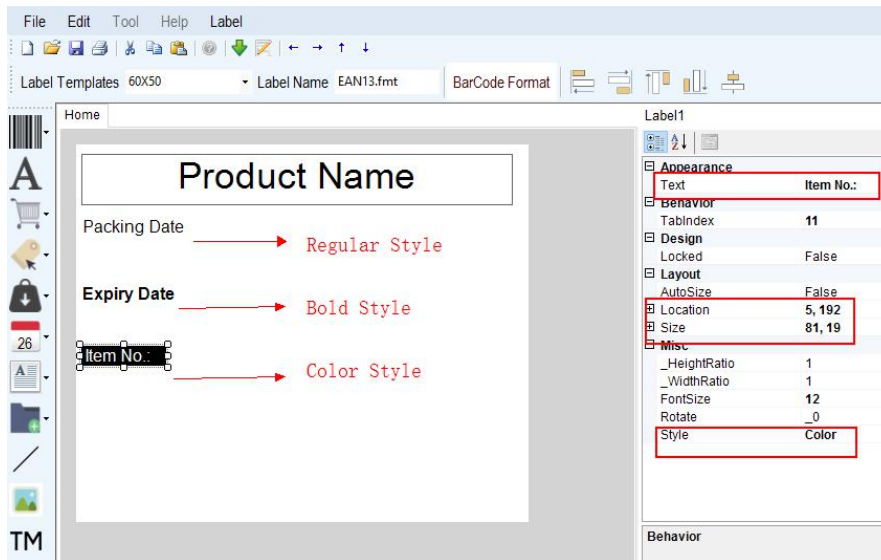 File Edit Tool Help Label
Label Templates 60X50 Label Name EAN13.fmt BarCode Format
Home
Label1
Product Name
Packing Date
Regular Style
Expiry Date
Bold Style
Item No.:
Color Style
A
26
A
TM
Appearance
Text Item No.:
Behavior
TabIndex 11
Design
Locked False
Layout
AutoSize False
Location 5, 192
Size 81, 19
Misc
_HeightRatio 1
_WidthRatio 1
FontSize 12
Rotate _0
Style Color
Behavior